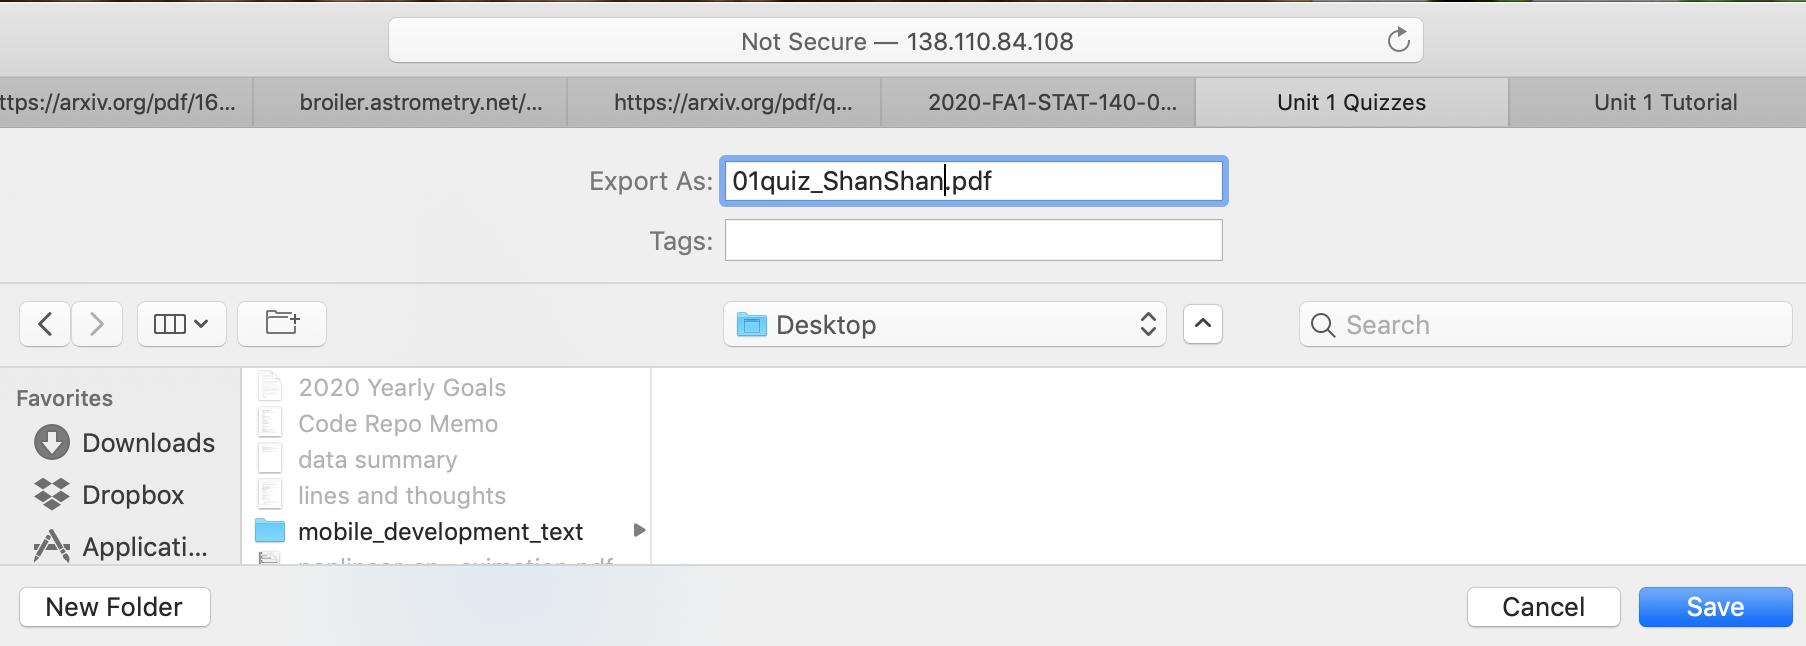 Not Secure — 138.110.84.108
ttps://arxiv.org/pdf/16... broiler.astrometry.net/... https://arxiv.org/pdf/q... 2020-FA1-STAT-140-0... Unit 1 Quizzes Unit 1 Tutorial
Export As: 01quiz_ShanShan.pdf
Tags:
Desktop
Search
Favorites
Downloads
Dropbox
Applicati...
2020 Yearly Goals
Code Repo Memo
data summary
lines and thoughts
mobile_development_text
New Folder
Cancel
Save